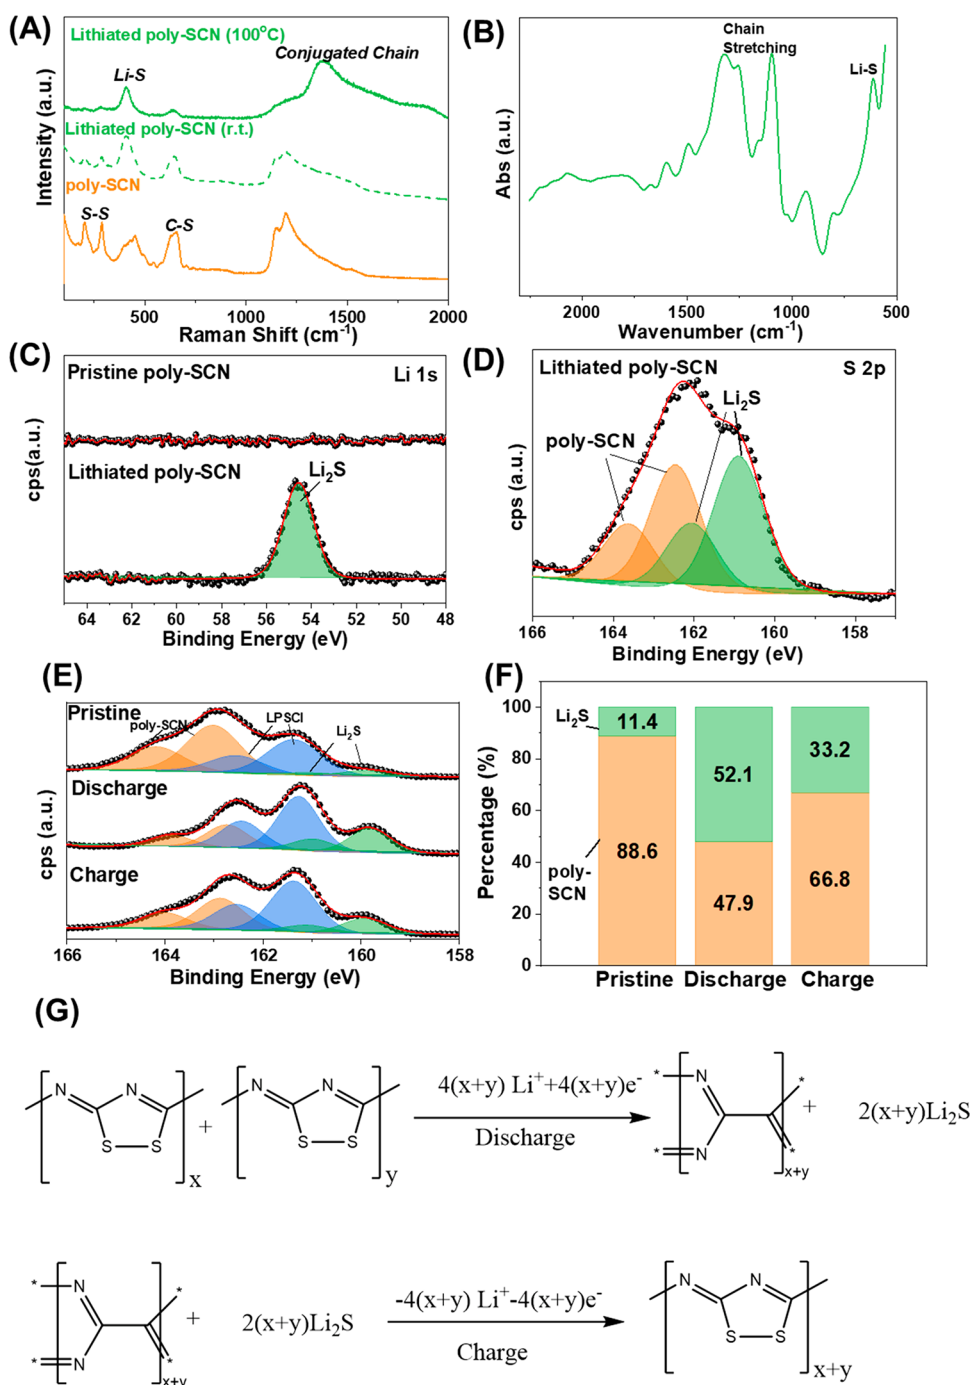 (A)
Lithiated poly-SCN (100°C)
Conjugated Chain
Li-S
Lithiated poly-SCN (r.t.)
poly-SCN
S-S
C-S
Intensity (a.u.)
500
1000
1500
2000
Raman Shift (cm⁻¹)
(B)
Chain
Stretching
Li-S
Abs (a.u.)
2000
1500
1000
500
Wavenumber (cm⁻¹)
(C)
Pristine poly-SCN
Li 1s
Lithiated poly-SCN
Li₂S
cps(a.u.)
64 62 60 58 56 54 52 50 48
Binding Energy (eV)
(D)
Lithiated poly-SCN
S 2p
Li₂S
poly-SCN
cps (a.u.)
166 164 162 160 158
Binding Energy (eV)
(E)
Pristine
poly-SCN
LPSCl
Li₂S
Discharge
Charge
cps (a.u.)
166 164 162 160 158
Binding Energy (eV)
(F)
Percentage (%)
100
80
60
40
20
0
Li₂S
poly-
SCN
11.4
88.6
52.1
47.9
33.2
66.8
Pristine Discharge Charge
(G)
N N S S x
+
N N S S y
4(x+y) Li⁺+4(x+y)e⁻
Discharge
* N * N * * x+y
+ 2(x+y)Li₂S
* N * N * * x+y
+ 2(x+y)Li₂S
-4(x+y) Li⁺-4(x+y)e⁻
Charge
N N S S x+y